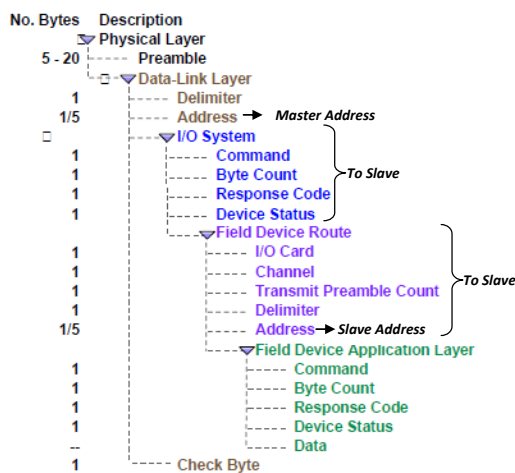 No. Bytes Description
Physical Layer
5 - 20 Preamble
Data-Link Layer
1 Delimiter
1/5 Address Master Address
I/O System
1 Command
1 Byte Count To Slave
1 Response Code
1 Device Status
Field Device Route
1 I/O Card
1 Channel To Slave
1 Transmit Preamble Count
1 Delimiter
1/5 Address Slave Address
Field Device Application Layer
1 Command
1 Byte Count
1 Response Code
1 Device Status
-- Data
1 Check Byte